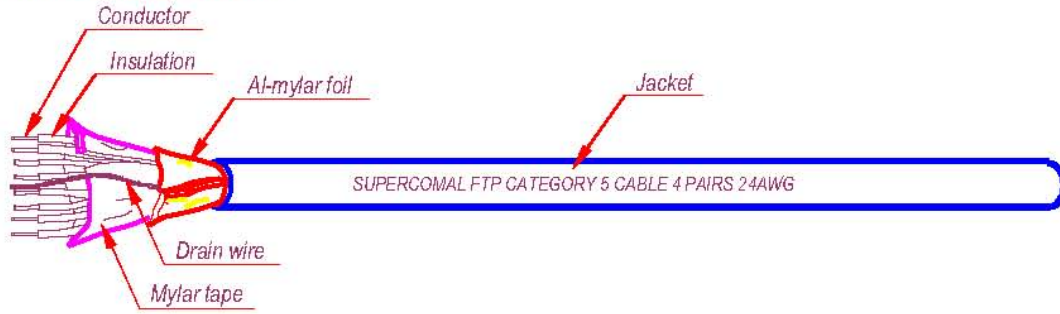 Conductor
Insulation
Al-mylar foil
Jacket
SUPERCOMAL FTP CATEGORY 5 CABLE 4 PAIRS 24AWG
Drain wire
Mylar tape